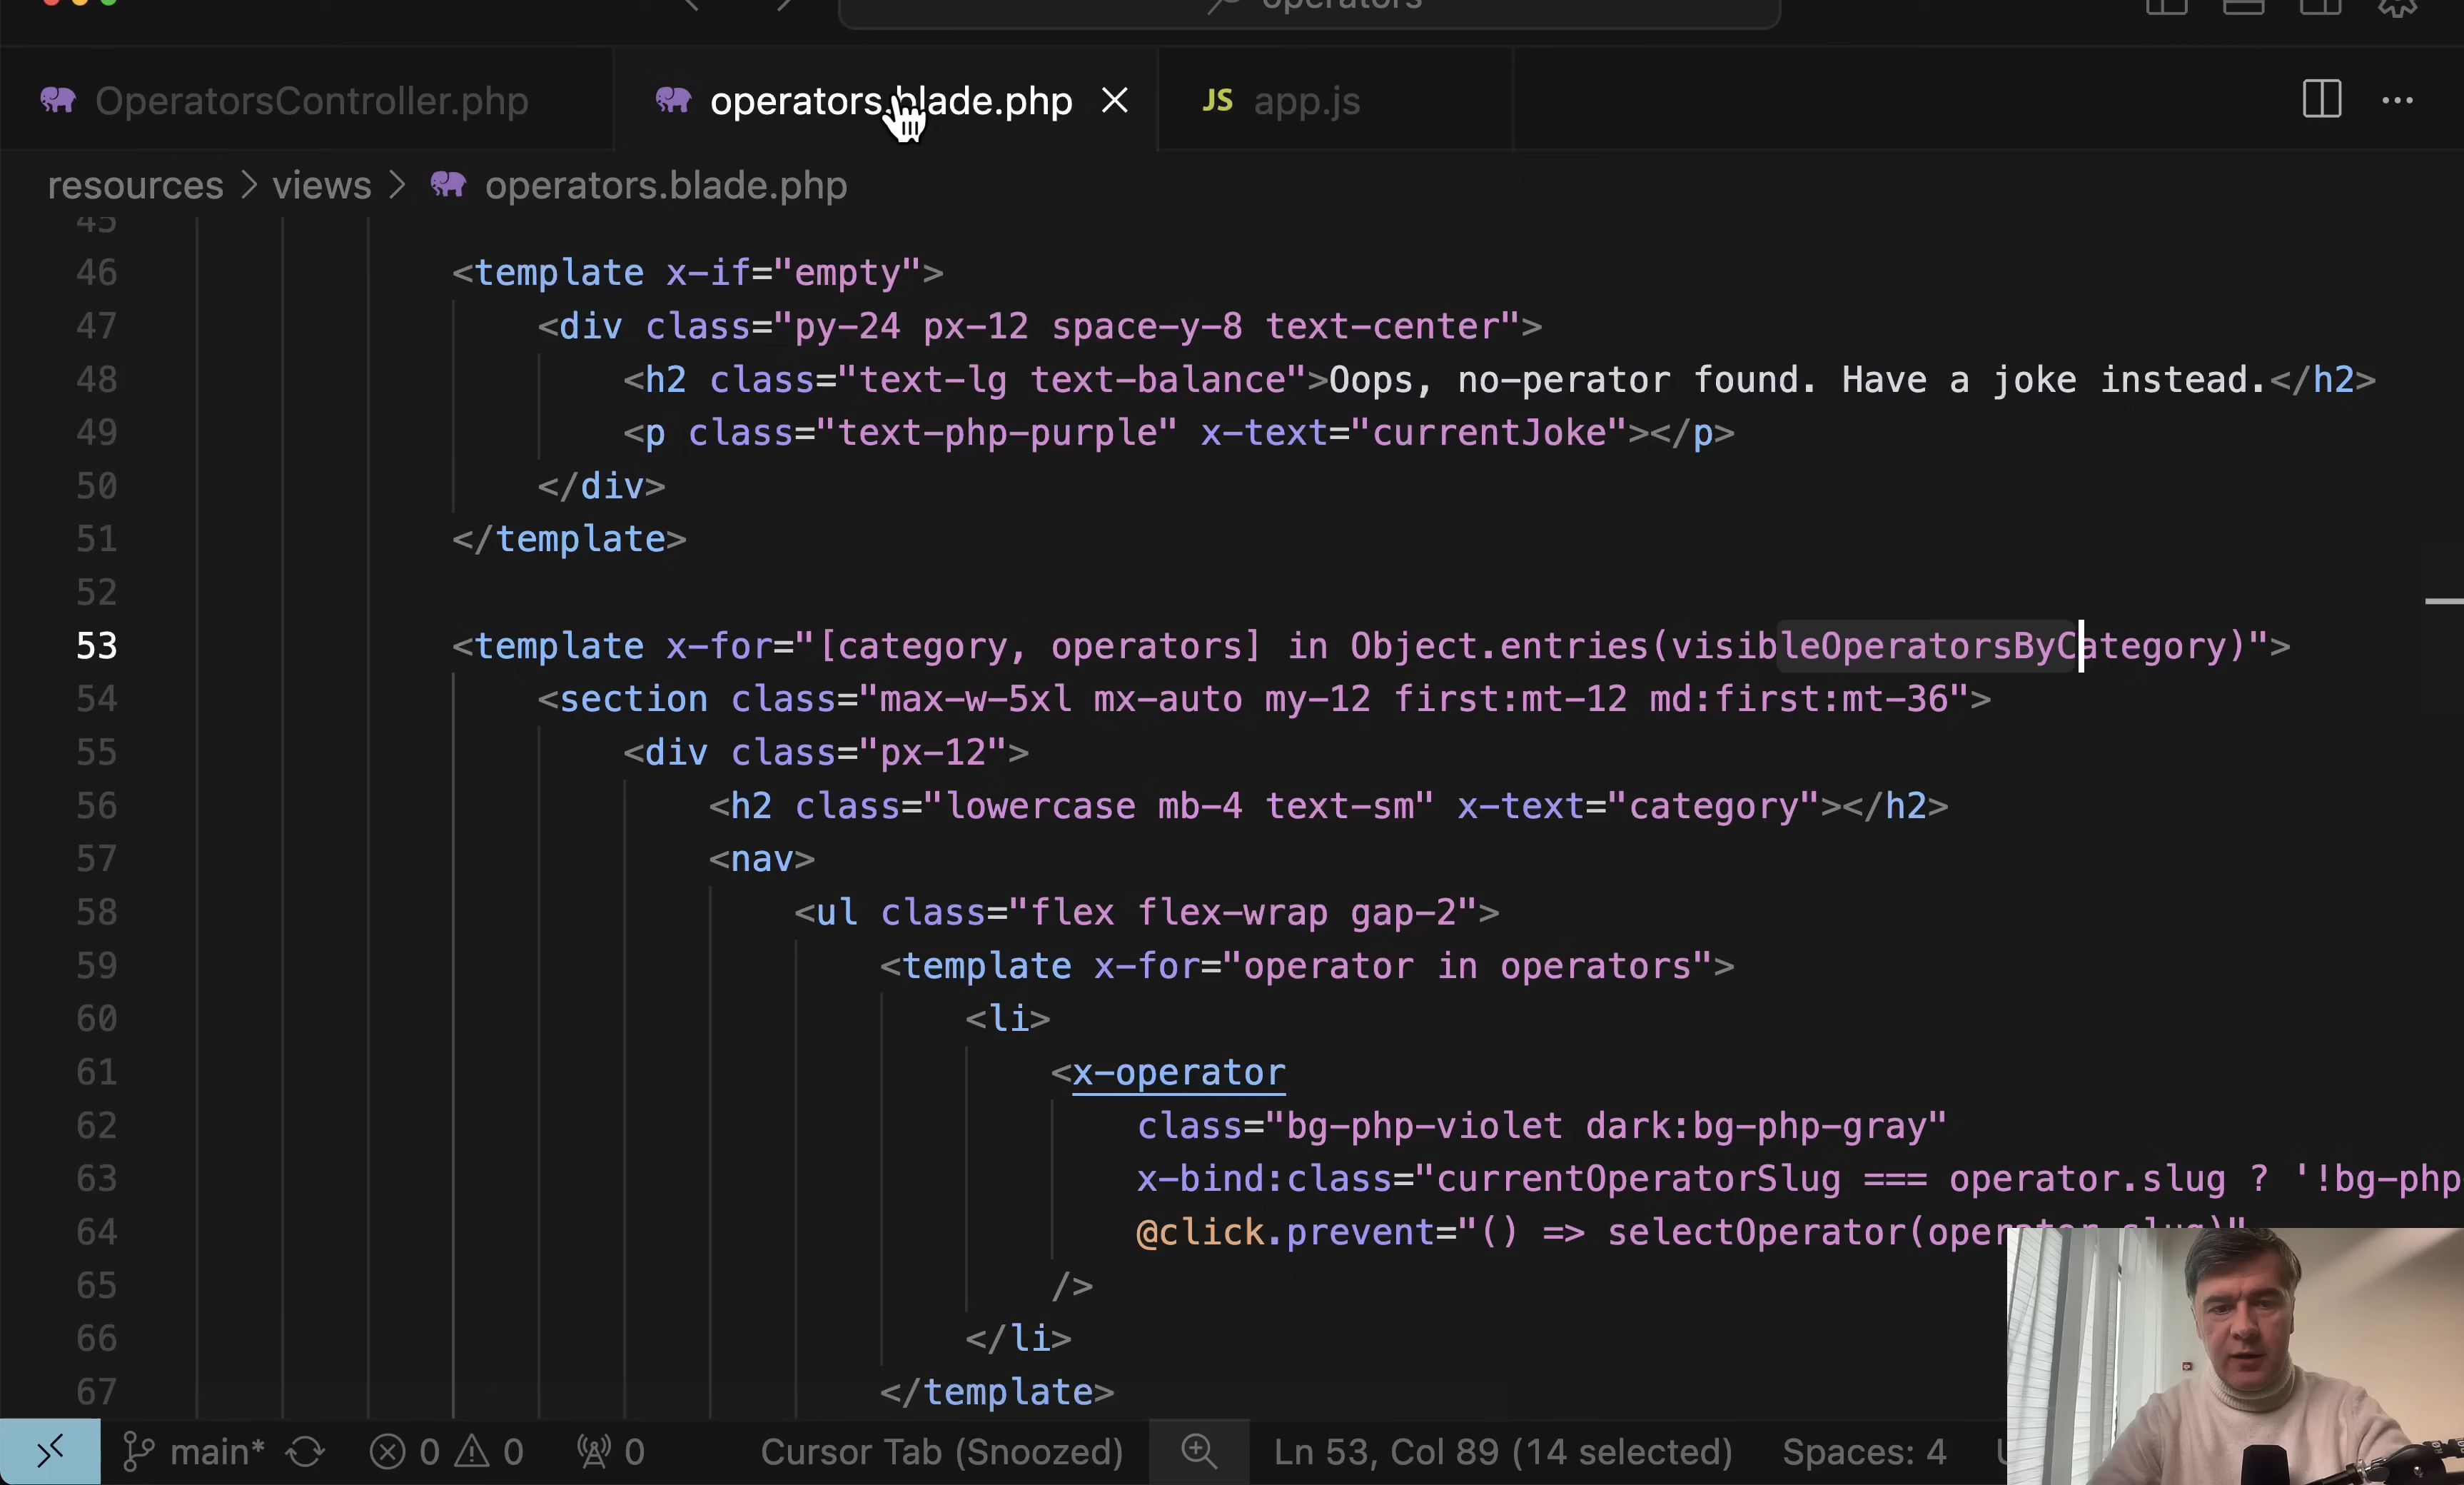 operators
OperatorsController.php
operators.blade.php
JS app.js
resources > views > operators.blade.php
45
46 <template x-if="empty">
47 <div class="py-24 px-12 space-y-8 text-center">
48 <h2 class="text-lg text-balance">Oops, no-perator found. Have a joke instead.</h2>
49 <p class="text-php-purple" x-text="currentJoke"></p>
50 </div>
51 </template>
52
53 <template x-for="[category, operators] in Object.entries(visibleOperatorsByCategory)">
54 <section class="max-w-5xl mx-auto my-12 first:mt-12 md:first:mt-36">
55 <div class="px-12">
56 <h2 class="lowercase mb-4 text-sm" x-text="category"></h2>
57 <nav>
58 <ul class="flex flex-wrap gap-2">
59 <template x-for="operator in operators">
60 <li>
61 <x-operator
62 class="bg-php-violet dark:bg-php-gray"
63 x-bind:class="currentOperatorSlug === operator.slug ? '!bg-php
64 @click.prevent="() => selectOperator(operator.slug)"
65 />
66 </li>
67 </template>
main* 0 0 0 Cursor Tab (Snoozed) Ln 53, Col 89 (14 selected) Spaces: 4